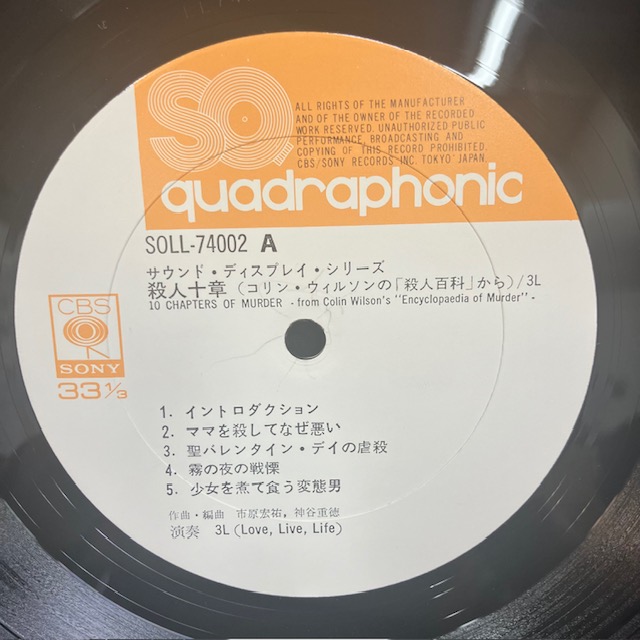 SQ
ALL RIGHTS OF THE MANUFACTURER
AND OF THE OWNER OF THE RECORDED
WORK RESERVED. UNAUTHORIZED PUBLIC
PERFORMANCE, BROADCASTING AND
COPYING OF THIS RECORD PROHIBITED.
CBS/SONY RECORDS INC. TOKYO JAPAN.
quadraphonic
SOLL-74002 A
サウンド・ディスプレイ・シリーズ
殺人十章 (コリン・ウィルソンの「殺人百科」から)/3L
10 CHAPTERS OF MURDER - from Colin Wilson's "Encyclopaedia of Murder" -
CBS
SONY
33 1/3
1. イントロダクション
2. ママを殺してなぜ悪い
3. 聖バレンタイン・デイの虐殺
4. 霧の夜の戦慄
5. 少女を煮て食う変態男
作曲・編曲 市原宏祐, 神谷重徳
演奏 3L (Love, Live, Life)